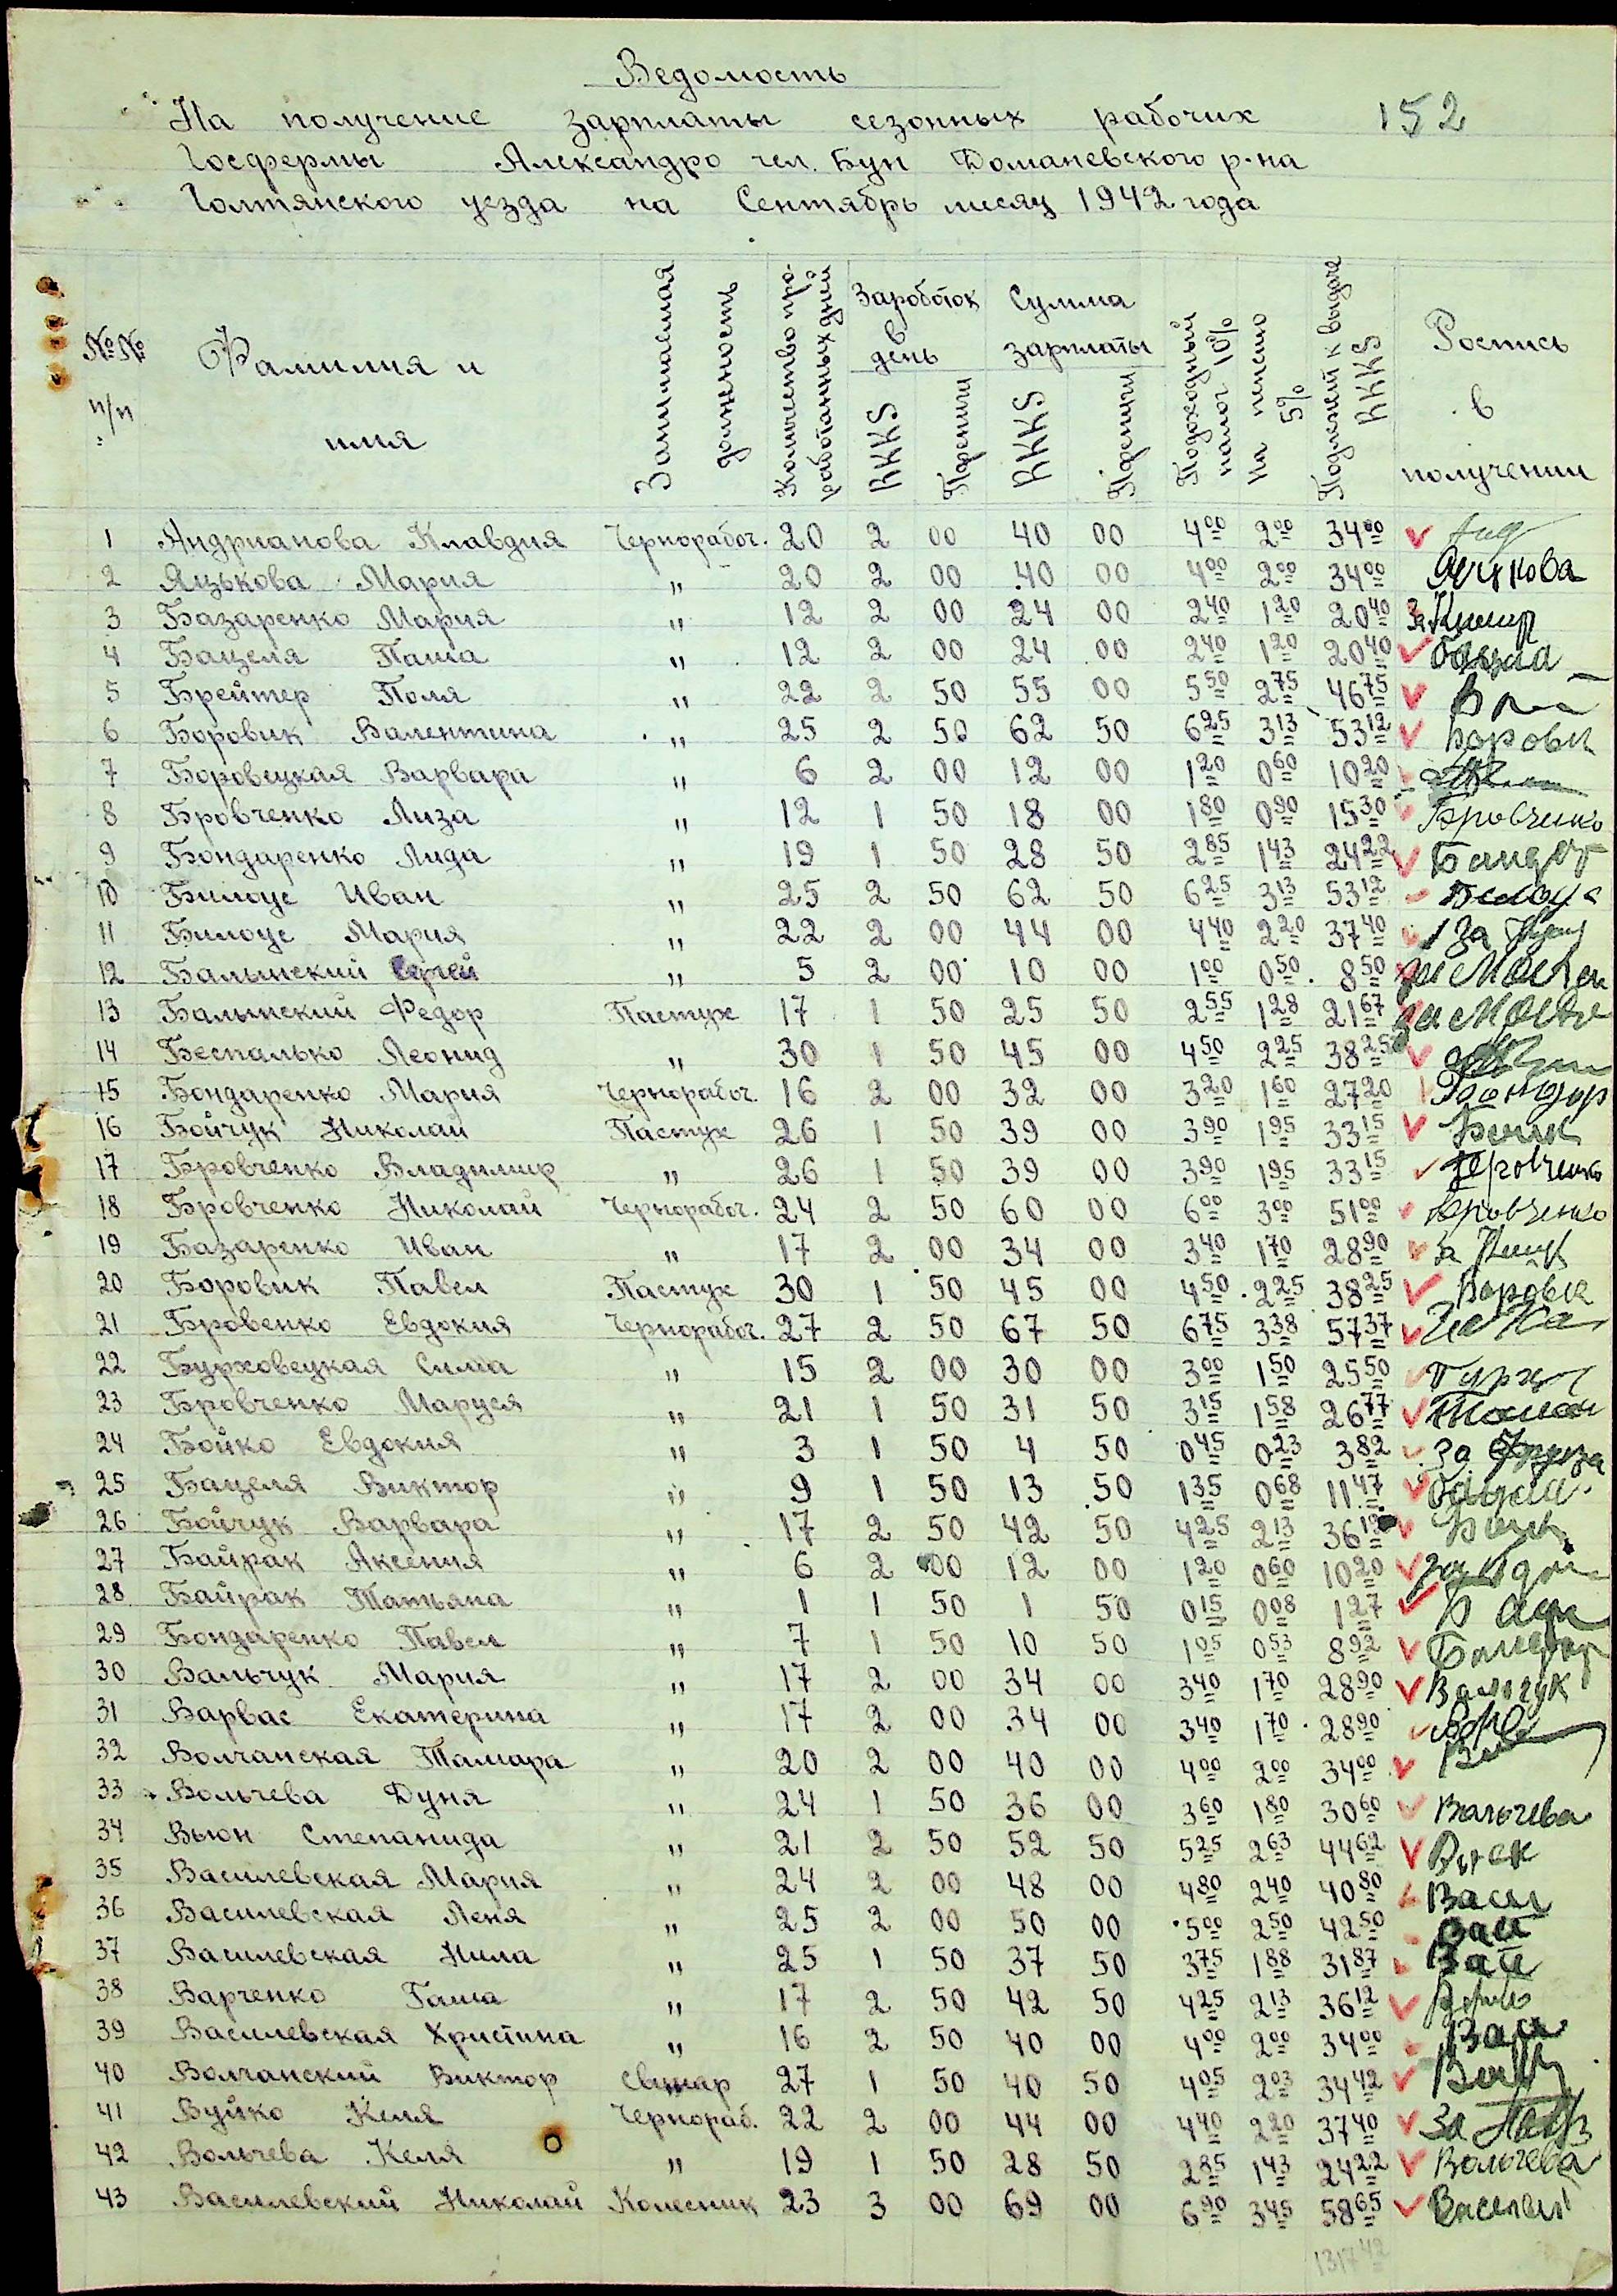 Ведомость
На получение зарплаты сезонных рабочих 152
Госфермы Александро чел. Бун Доманевского р-на
Голтянского уезда на Сентябрь месяц 1942 года
№№ п/п Фамилия и имя Занимаемая должность Количество проработанных дней Заработок в день RKKS Пфениги Сумма зарплаты RKKS Пфениги Подоходный налог 10% На пенсию 5% Подлежит к выдаче RKKS Роспись в получении
1 Андрианова Клавдия Чернорабоч. 20 2 00 40 00 4 00 2 00 34 00
2 Языкова Мария " 20 2 00 40 00 4 00 2 00 34 00
3 Базаренко Мария " 12 2 00 24 00 2 40 1 20 20 40 За
4 Бацеля Паша " 12 2 00 24 00 2 40 1 20 20 40
5 Брейтер Поля " 22 2 50 55 00 5 50 2 75 46 75
6 Боровик Валентина " 25 2 50 62 50 6 25 3 13 53 12
7 Боровецкая Варвара " 6 2 00 12 00 1 20 0 60 10 20
8 Бровченко Лиза " 12 1 50 18 00 1 80 0 90 15 30 Бровченко
9 Бондаренко Лида " 19 1 50 28 50 2 85 1 43 24 22
10 Билоус Иван " 25 2 50 62 50 6 25 3 13 53 12
11 Билоус Мария " 22 2 00 44 00 4 40 2 20 37 40 За
12 Балынский Сергей " 5 2 00 10 00 1 00 0 50 8 50
13 Балынский Федор Пастух 17 1 50 25 50 2 55 1 28 21 67
14 Беспалько Леонид " 30 1 50 45 00 4 50 2 25 38 25
15 Бондаренко Мария Чернорабоч. 16 2 00 32 00 3 20 1 60 27 20
16 Бойчук Николай Пастух 26 1 50 39 00 3 90 1 95 33 15
17 Бровченко Владимир " 26 1 50 39 00 3 90 1 95 33 15 Бровченко
18 Бровченко Николай Чернорабоч. 24 2 50 60 00 6 00 3 00 51 00 Бровченко
19 Базаренко Иван " 17 2 00 34 00 3 40 1 70 28 90 За
20 Боровик Павел Пастух 30 1 50 45 00 4 50 2 25 38 25
21 Бровенко Евдокия Чернорабоч. 27 2 50 67 50 6 75 3 38 57 37
22 Бурховецкая Сима " 15 2 00 30 00 3 00 1 50 25 50
23 Бровченко Маруся " 21 1 50 31 50 3 15 1 58 26 77
24 Бойко Евдокия " 3 1 50 4 50 0 45 0 23 3 82 За
25 Бацеля Виктор " 9 1 50 13 50 1 35 0 68 11 47
26 Бойчук Варвара " 17 2 50 42 50 4 25 2 13 36 12
27 Байрак Аксения " 6 2 00 12 00 1 20 0 60 10 20
28 Байрак Татьяна " 1 1 50 1 50 0 15 0 08 1 27
29 Бондаренко Павел " 7 1 50 10 50 1 05 0 53 8 92
30 Вальчук Мария " 17 2 00 34 00 3 40 1 70 28 90 Вальчук
31 Варвас Екатерина " 17 2 00 34 00 3 40 1 70 28 90
32 Волчанская Тамара " 20 2 00 40 00 4 00 2 00 34 00
33 Вольчева Дуня " 24 1 50 36 00 3 60 1 80 30 60 Вольчева
34 Вьюн Степанида " 21 2 50 52 50 5 25 2 63 44 62
35 Василевская Мария " 24 2 00 48 00 4 80 2 40 40 80 Васи
36 Василевская Леня " 25 2 00 50 00 5 00 2 50 42 50
37 Василевская Нила " 25 1 50 37 50 3 75 1 88 31 87
38 Варченко Гаша " 17 2 50 42 50 4 25 2 13 36 12
39 Василевская Христина " 16 2 50 40 00 4 00 2 00 34 00
40 Волчанский Виктор Свинар 27 1 50 40 50 4 05 2 03 34 42
41 Вуйко Келя Чернораб. 22 2 00 44 00 4 40 2 20 37 40 За
42 Вольчева Келя " 19 1 50 28 50 2 85 1 43 24 22 Вольчева
43 Василевский Николай Колесник 23 3 00 69 00 6 90 3 45 58 65
1317 42